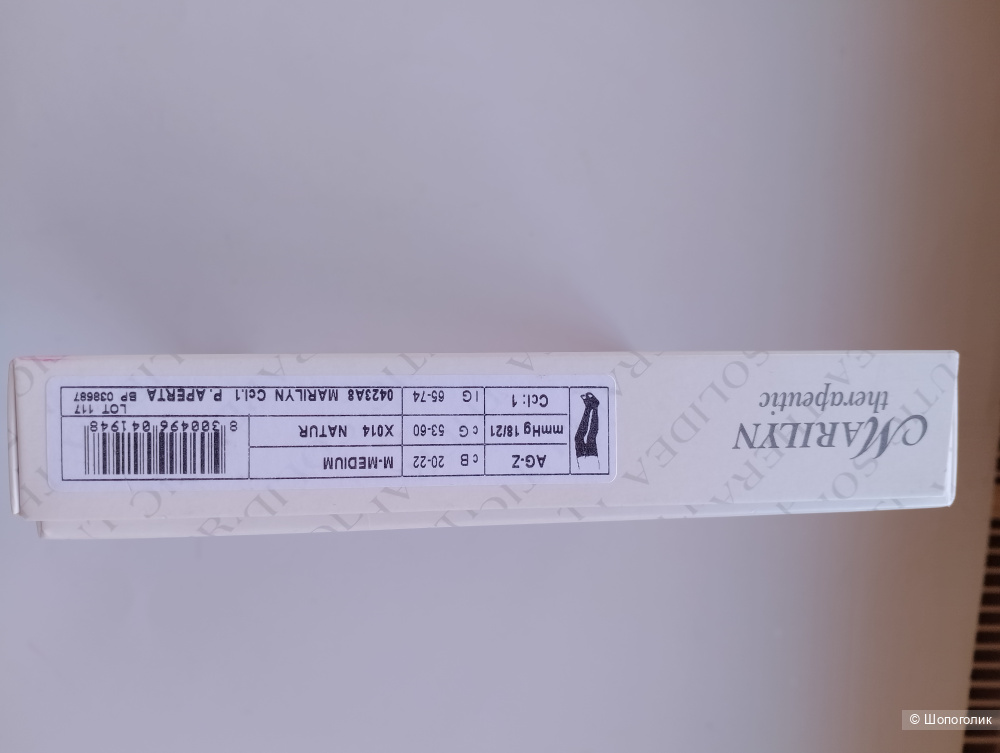 MARILYN
therapeutic
AG-Z c B 20-22 M-MEDIUM
mmHg 18/21 c G 53-60 X014 NATUR
Ccl: 1 l G 65-74 0423A8 MARILYN Ccl.1 P.APERTA BP 038687
8 300496 041948
LOT 117
SOLIDEA
© Шопоголик